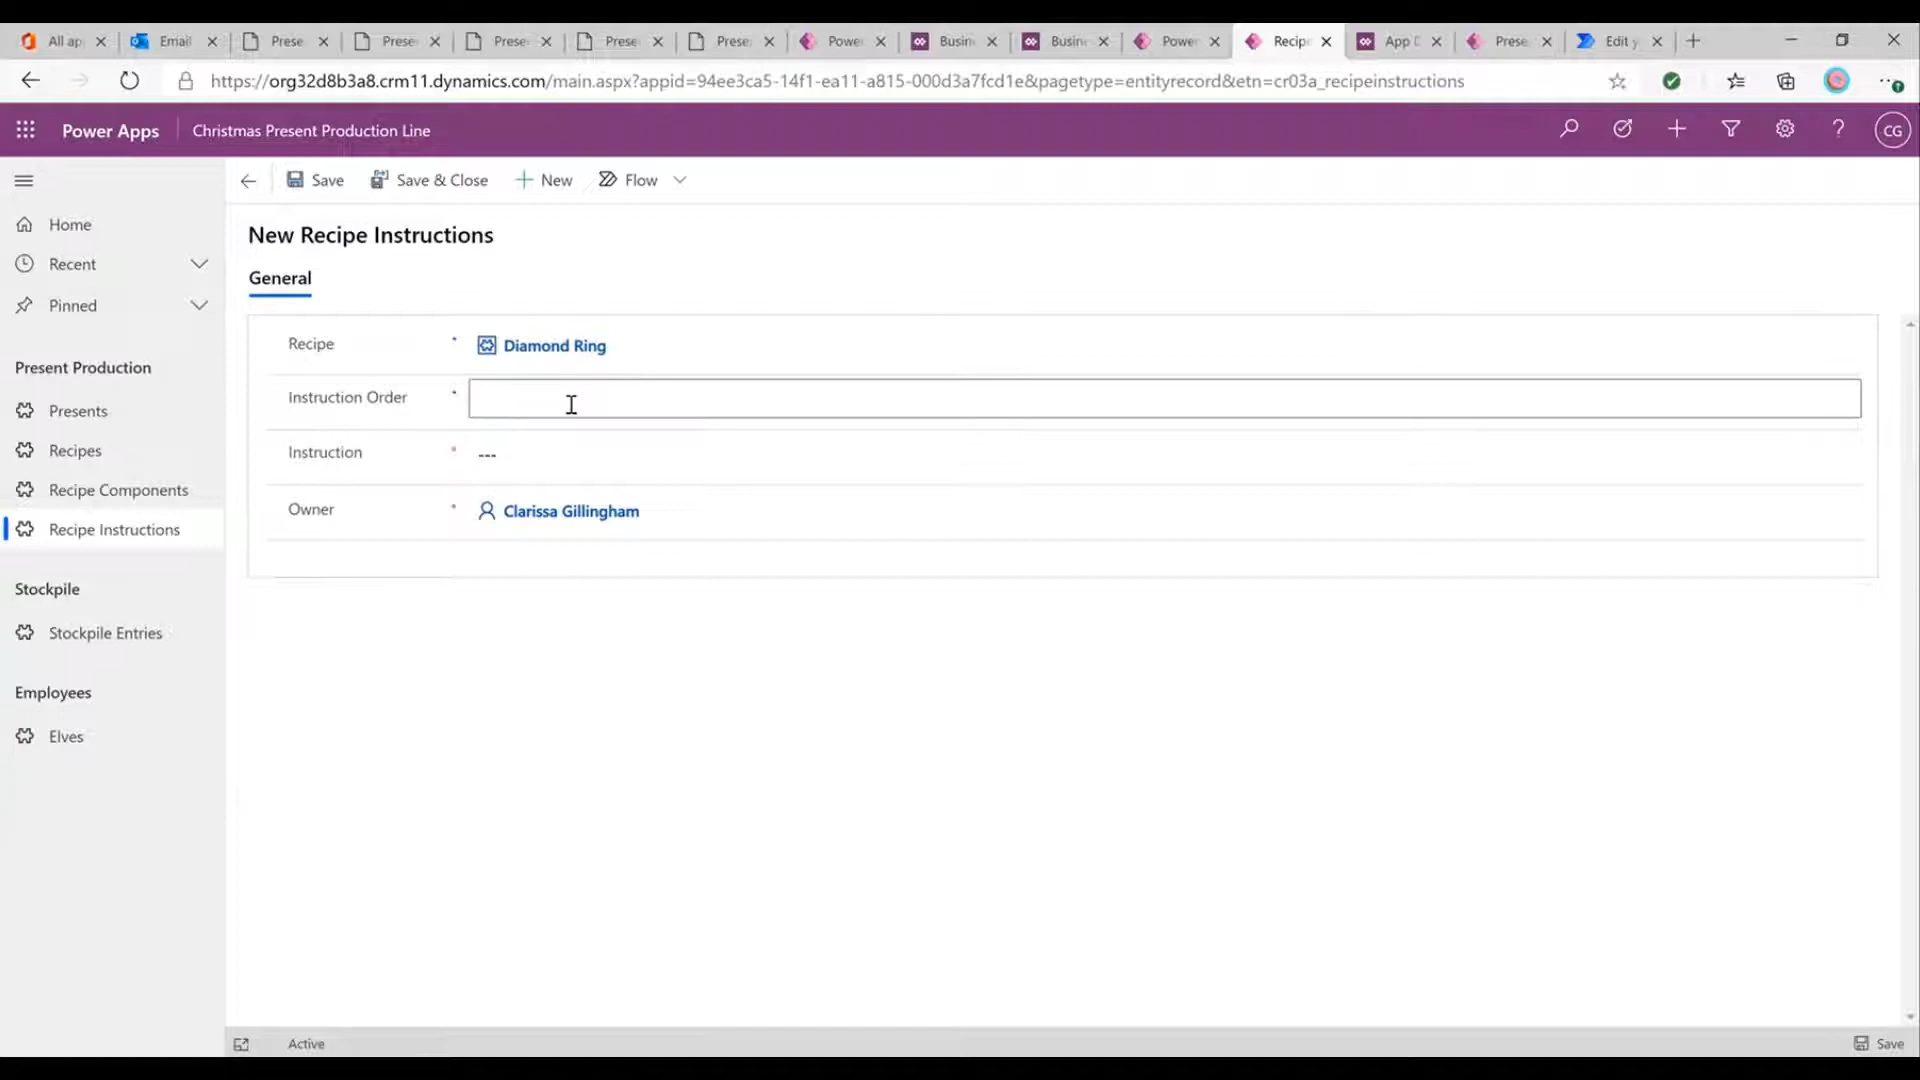 All ap
Email
Prese
Prese
Prese
Prese
Prese
Power
Busin
Busin
Power
Recipe
App D
Prese
Edit y
https://org32d8b3a8.crm11.dynamics.com/main.aspx?appid=94ee3ca5-14f1-ea11-a815-000d3a7fcd1e&pagetype=entityrecord&etn=cr03a_recipeinstructions
Power Apps
Christmas Present Production Line
CG
Save
Save & Close
New
Flow
Home
Recent
Pinned
Present Production
Presents
Recipes
Recipe Components
Recipe Instructions
Stockpile
Stockpile Entries
Employees
Elves
New Recipe Instructions
General
Recipe * Diamond Ring
Instruction Order *
Instruction * ---
Owner * Clarissa Gillingham
Active
Save